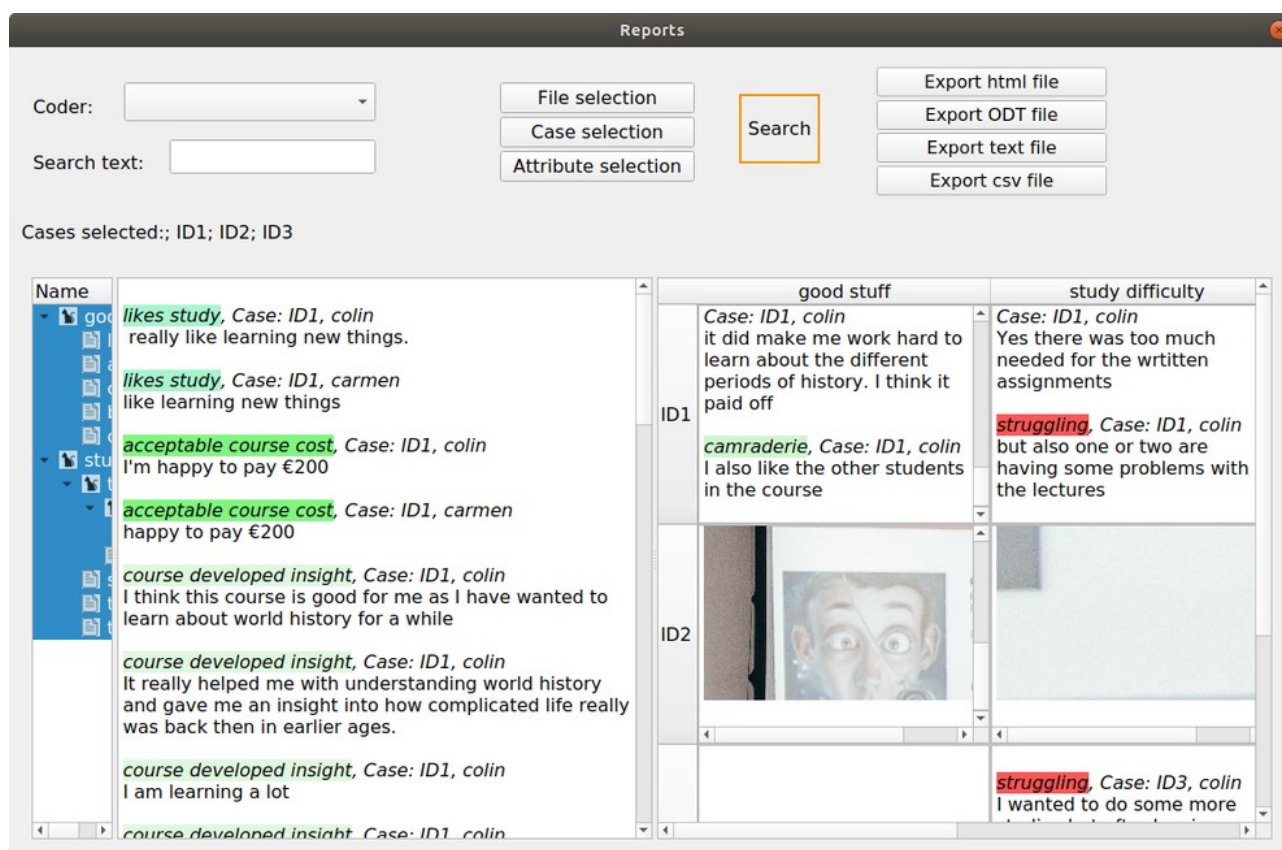 Reports
Coder:
Search text:
File selection
Case selection
Attribute selection
Search
Export html file
Export ODT file
Export text file
Export csv file
Cases selected:; ID1; ID2; ID3
Name
likes study, Case: ID1, colin
really like learning new things.
likes study, Case: ID1, carmen
like learning new things
acceptable course cost, Case: ID1, colin
I'm happy to pay €200
acceptable course cost, Case: ID1, carmen
happy to pay €200
course developed insight, Case: ID1, colin
I think this course is good for me as I have wanted to
learn about world history for a while
course developed insight, Case: ID1, colin
It really helped me with understanding world history
and gave me an insight into how complicated life really
was back then in earlier ages.
course developed insight, Case: ID1, colin
I am learning a lot
course developed insight, Case: ID1, colin
good stuff
study difficulty
ID1
Case: ID1, colin
it did make me work hard to
learn about the different
periods of history. I think it
paid off
camraderie, Case: ID1, colin
I also like the other students
in the course
Case: ID1, colin
Yes there was too much
needed for the wrtitten
assignments
struggling, Case: ID1, colin
but also one or two are
having some problems with
the lectures
ID2
struggling, Case: ID3, colin
I wanted to do some more